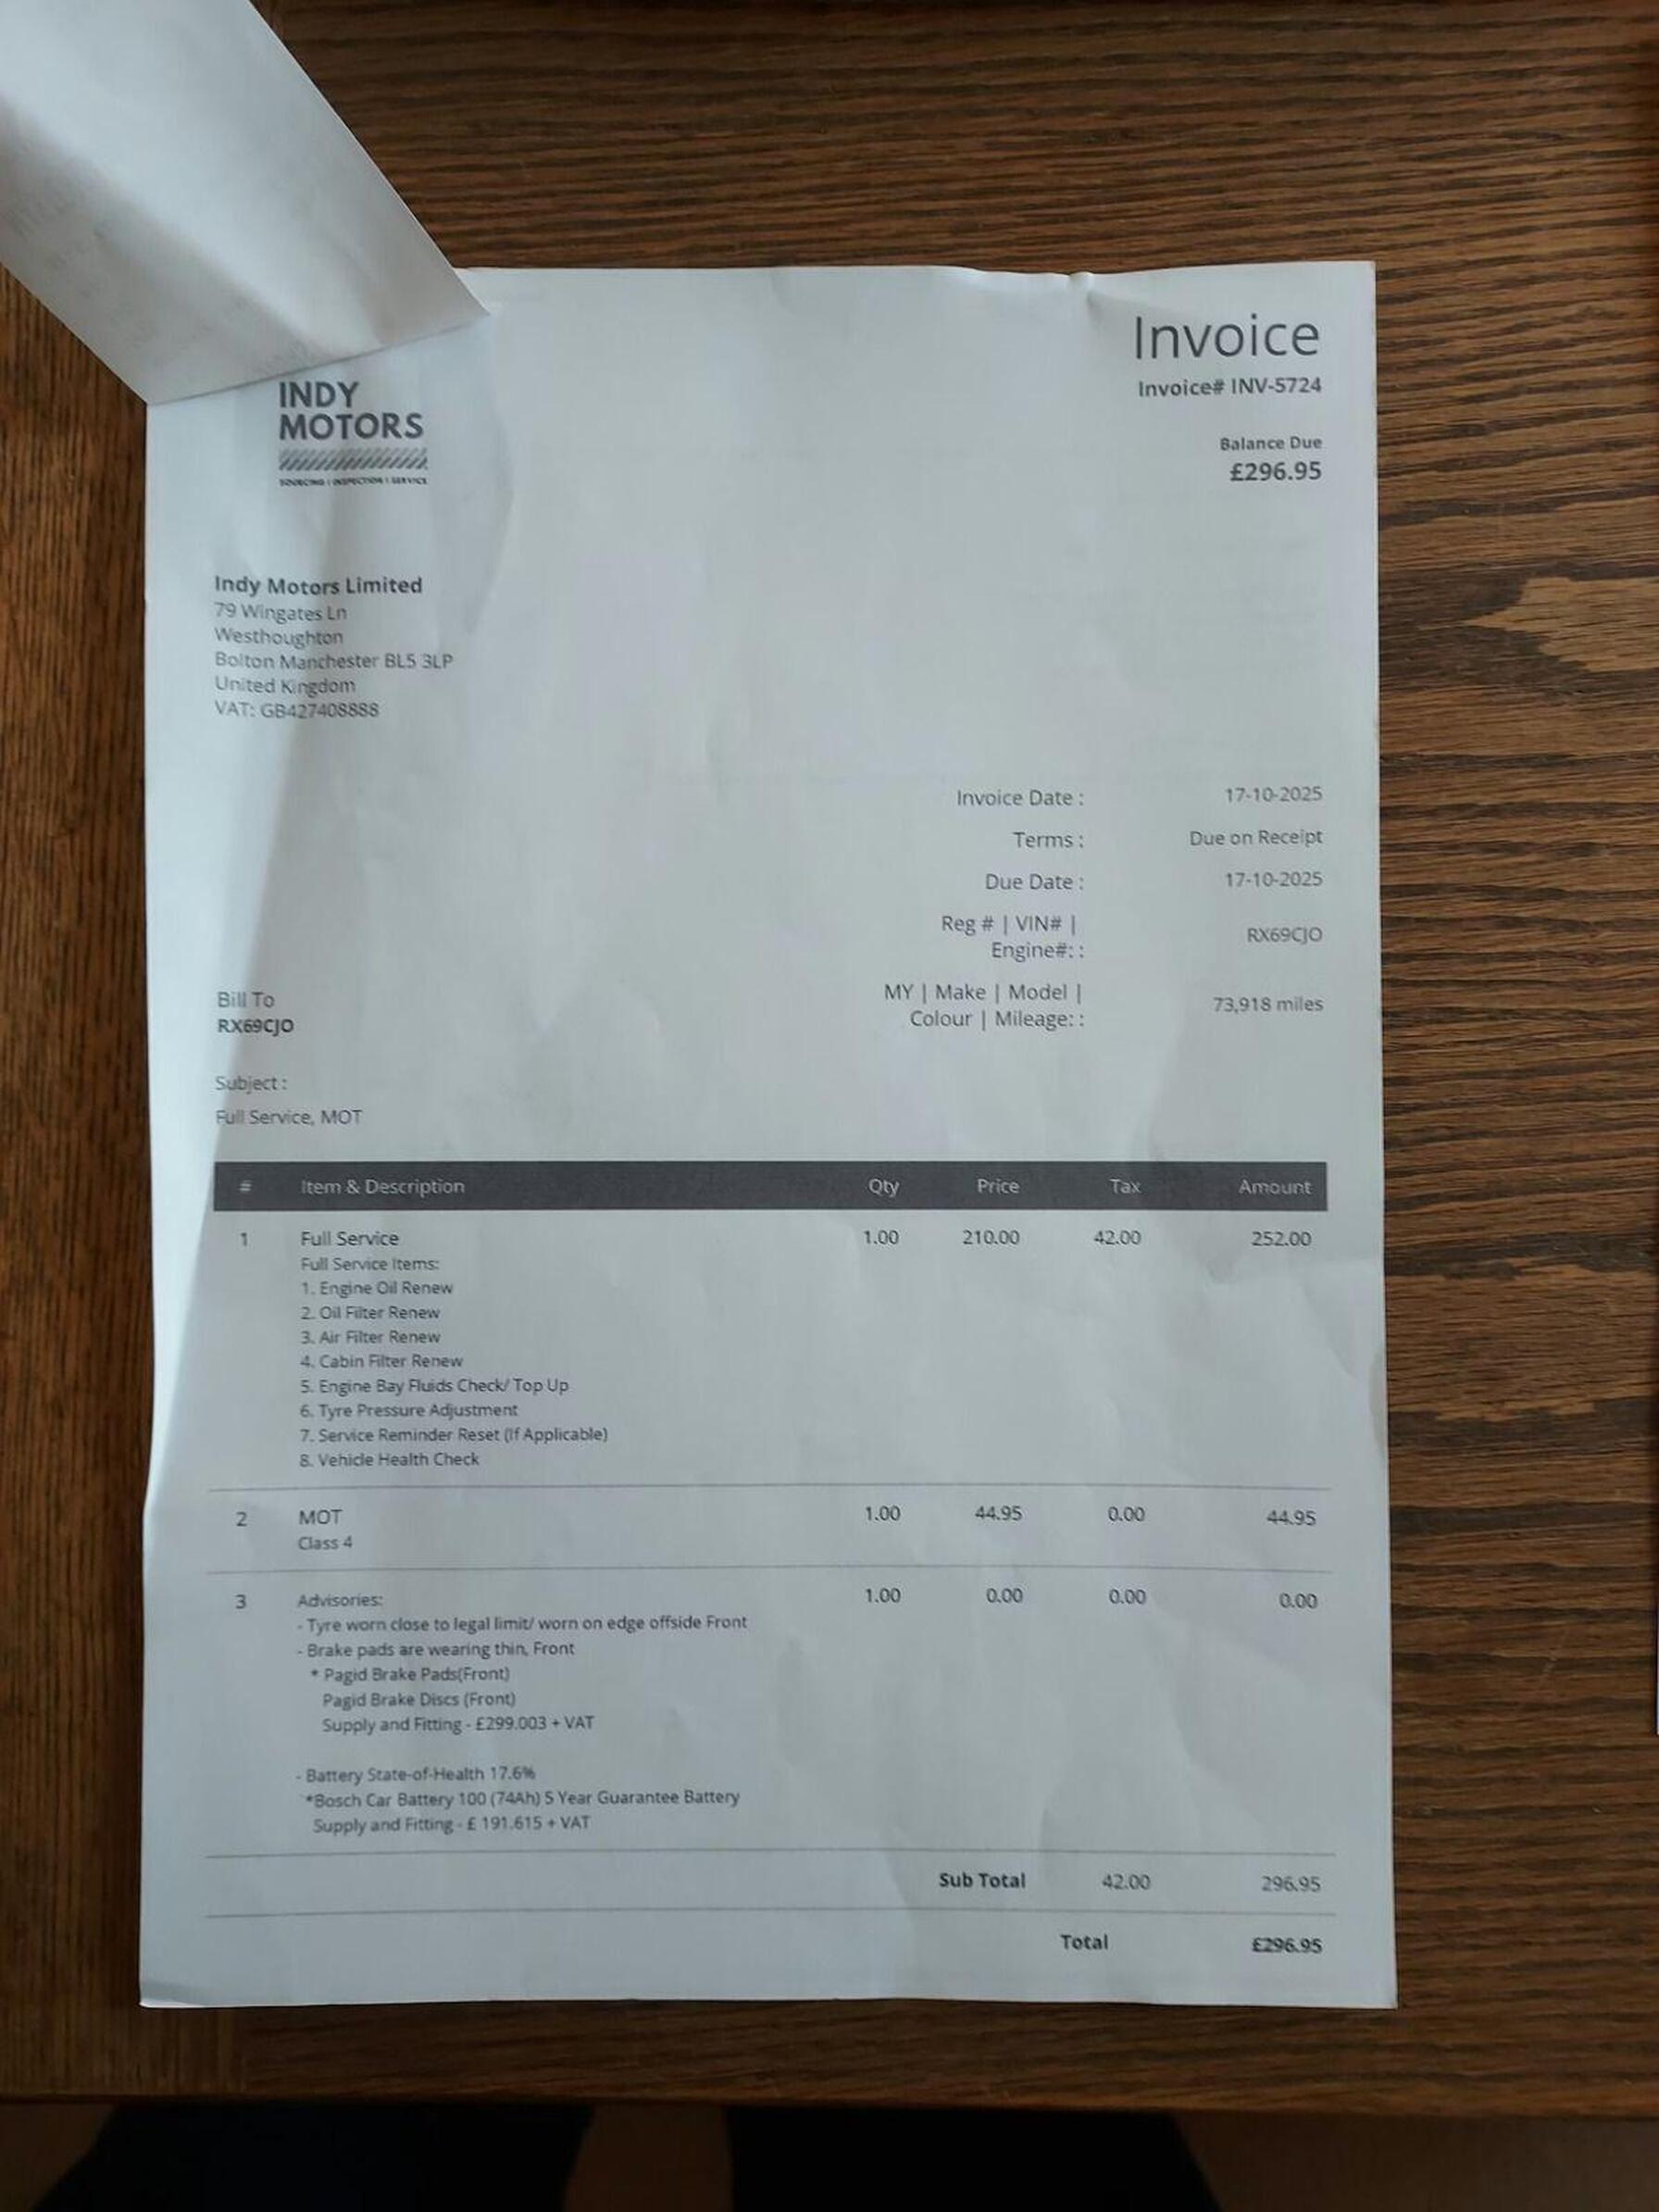 INDY
MOTORS
SOURCING | INSPECTION | SERVICE
Invoice
Invoice# INV-5724
Balance Due
£296.95
Indy Motors Limited
79 Wingates Ln
Westhoughton
Bolton Manchester BL5 3LP
United Kingdom
VAT: GB427408888
Invoice Date : 17-10-2025
Terms : Due on Receipt
Due Date : 17-10-2025
Reg # | VIN# |
Engine#: : RX69CJO
MY | Make | Model |
Colour | Mileage: : 73,918 miles
Bill To
RX69CJO
Subject :
Full Service, MOT
# Item & Description Qty Price Tax Amount
1 Full Service 1.00 210.00 42.00 252.00
Full Service Items:
1. Engine Oil Renew
2. Oil Filter Renew
3. Air Filter Renew
4. Cabin Filter Renew
5. Engine Bay Fluids Check/ Top Up
6. Tyre Pressure Adjustment
7. Service Reminder Reset (If Applicable)
8. Vehicle Health Check
2 MOT 1.00 44.95 0.00 44.95
Class 4
3 Advisories: 1.00 0.00 0.00 0.00
- Tyre worn close to legal limit/ worn on edge offside Front
- Brake pads are wearing thin, Front
* Pagid Brake Pads(Front)
Pagid Brake Discs (Front)
Supply and Fitting - £299.003 + VAT
- Battery State-of-Health 17.6%
*Bosch Car Battery 100 (74Ah) 5 Year Guarantee Battery
Supply and Fitting - £ 191.615 + VAT
Sub Total 42.00 296.95
Total £296.95